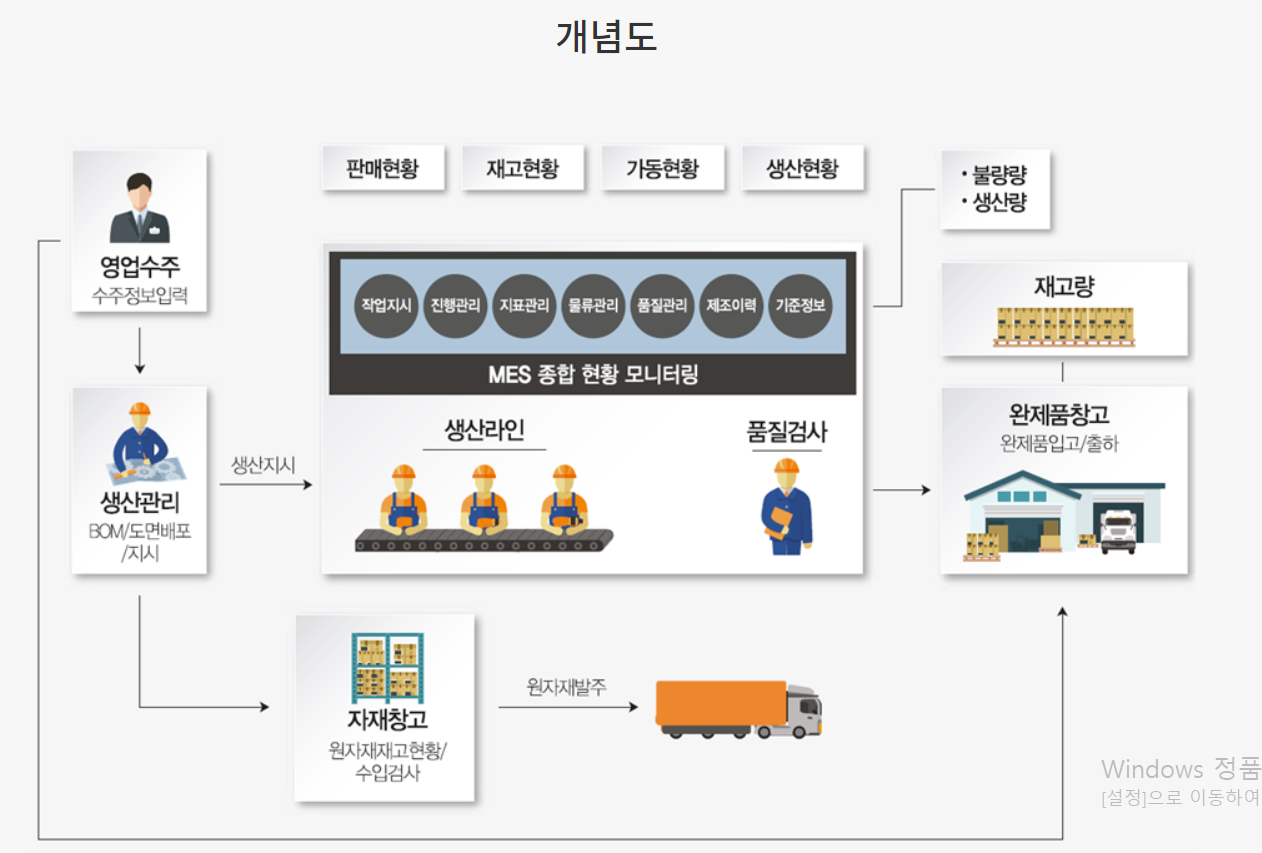 개념도
판매현황
재고현황
가동현황
생산현황
• 불량량
• 생산량
영업수주
수주정보입력
작업지시
진행관리
지표관리
물류관리
품질관리
제조이력
기준정보
MES 종합 현황 모니터링
재고량
생산관리
BOM/도면배포
/지시
생산지시
생산라인
품질검사
완제품창고
완제품입고/출하
자재창고
원자재재고현황/
수입검사
원자재발주
Windows 정품
[설정]으로 이동하여